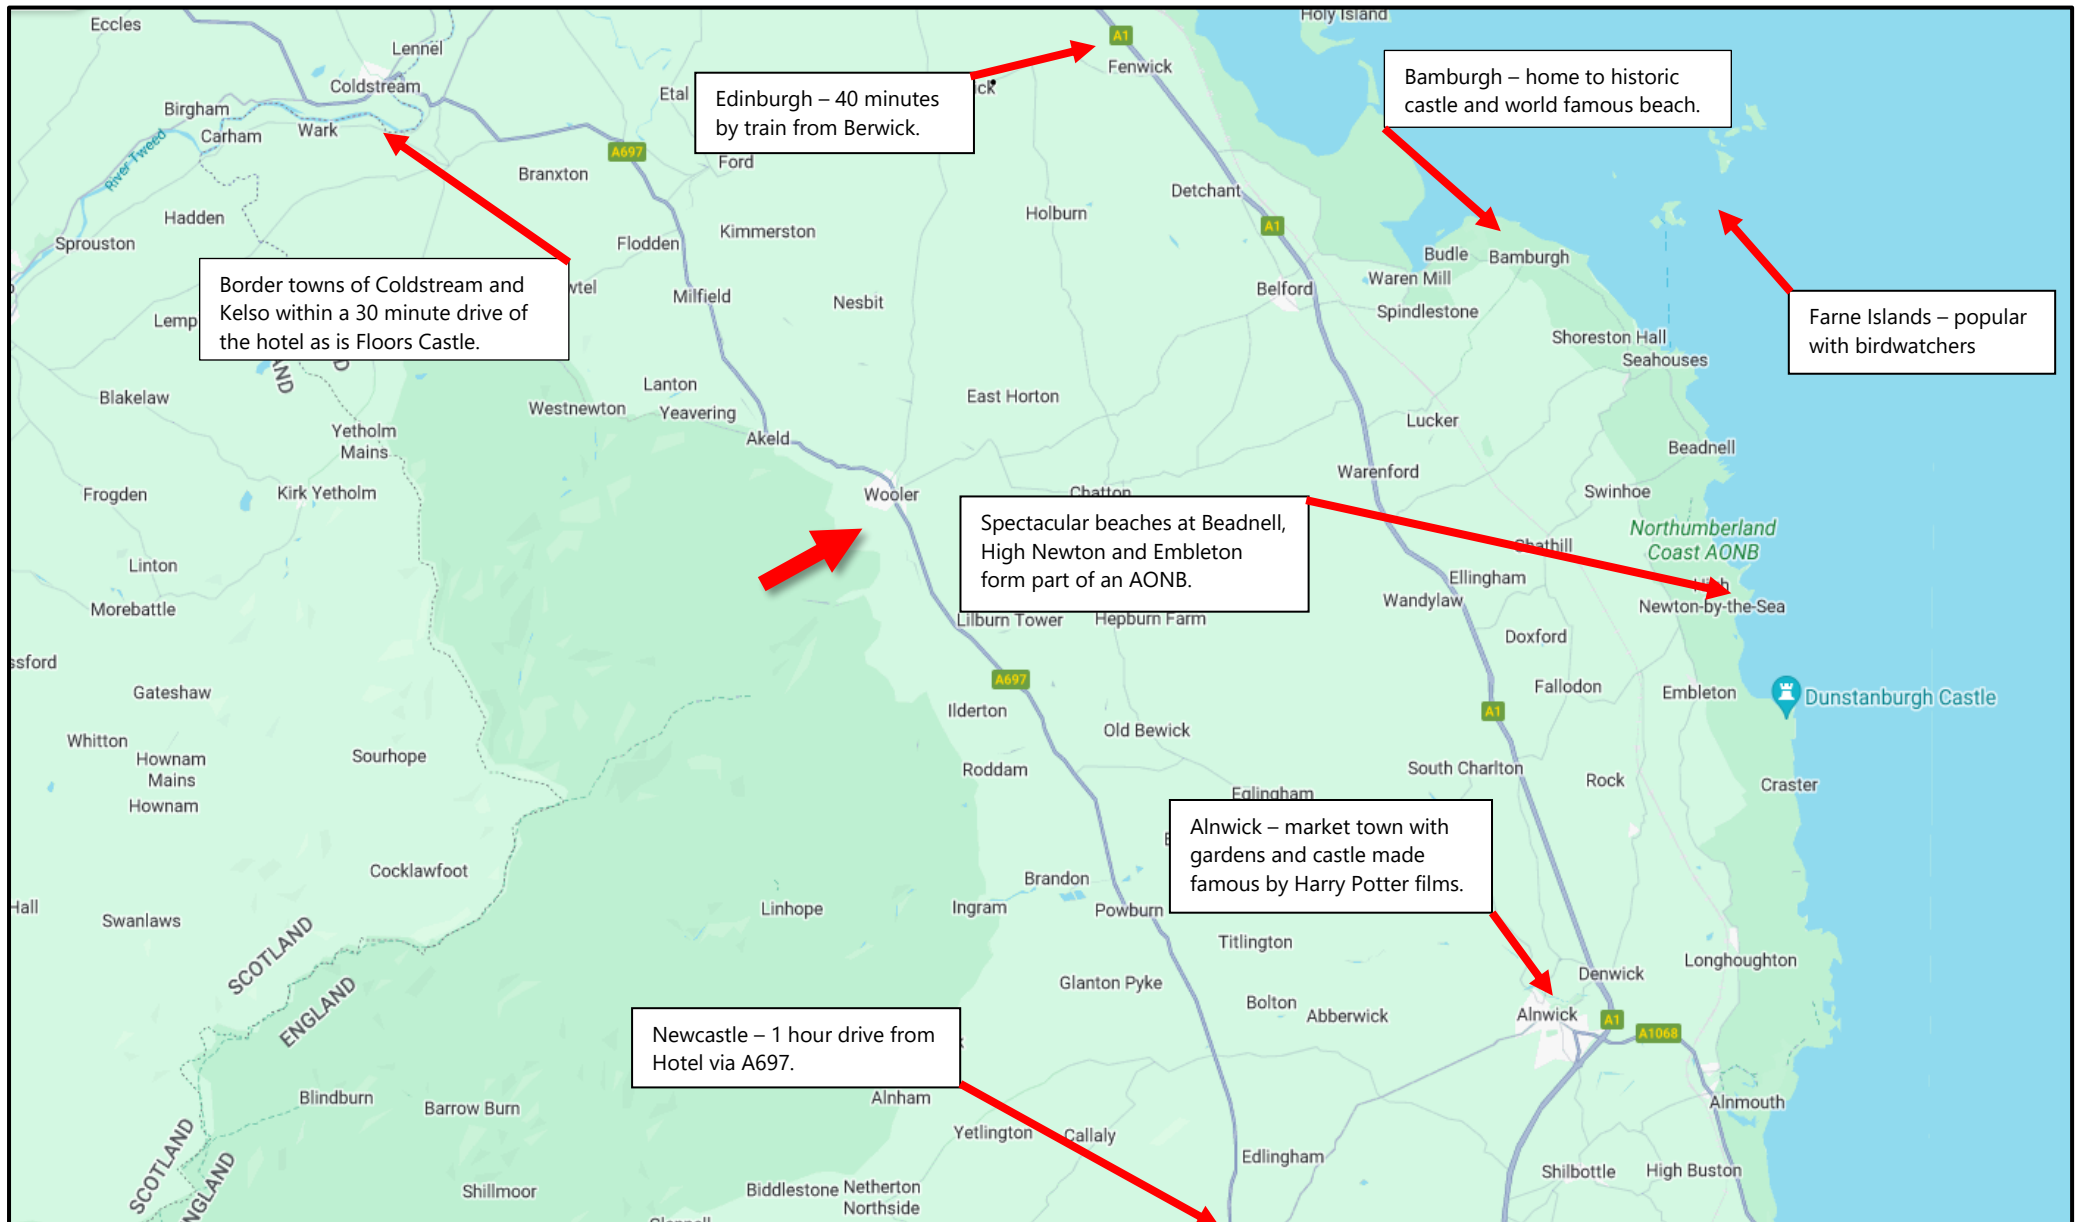 Eccles
Holy Island
Lennel
A1
Fenwick
Coldstream
Edinburgh – 40 minutes
by train from Berwick.
Bamburgh – home to historic
castle and world famous beach.
Etal
Birgham
Carham
Wark
River Tweed
A697
Ford
Branxton
Detchant
Hadden
Holburn
Kimmerston
Flodden
A1
Sprouston
Budle
Bamburgh
Border towns of Coldstream and
Kelso within a 30 minute drive of
the hotel as is Floors Castle.
Milfield
Nesbit
Belford
Waren Mill
Spindlestone
Farne Islands – popular
with birdwatchers
Shoreston Hall
Seahouses
Blakelaw
Lanton
Westnewton
Yeavering
East Horton
Lucker
Yetholm
Mains
Akeld
Beadnell
Frogden
Kirk Yetholm
Wooler
Chatton
Warenford
Swinhoe
Spectacular beaches at Beadnell,
High Newton and Embleton
form part of an AONB.
Northumberland
Coast AONB
Chathill
Linton
Ellingham
High
Newton-by-the-Sea
Morebattle
Wandylaw
Lilburn Tower
Hepburn Farm
Doxford
ssford
A697
Gateshaw
Fallodon
Embleton
Dunstanburgh Castle
Ilderton
A1
Old Bewick
Whitton
Hownam
Mains
Sourhope
Roddam
South Charlton
Rock
Craster
Hownam
Eglingham
Alnwick – market town with
gardens and castle made
famous by Harry Potter films.
Cocklawfoot
Brandon
Hall
Swanlaws
Linhope
Ingram
Powburn
SCOTLAND
ENGLAND
Titlington
Longhoughton
Denwick
Glanton Pyke
Bolton
Abberwick
Alnwick
A1
A1068
Newcastle – 1 hour drive from
Hotel via A697.
Blindburn
Barrow Burn
Alnham
Alnmouth
Yetlington
Callaly
SCOTLAND
ENGLAND
Edlingham
Shilbottle
High Buston
Shillmoor
Biddlestone
Netherton
Northside